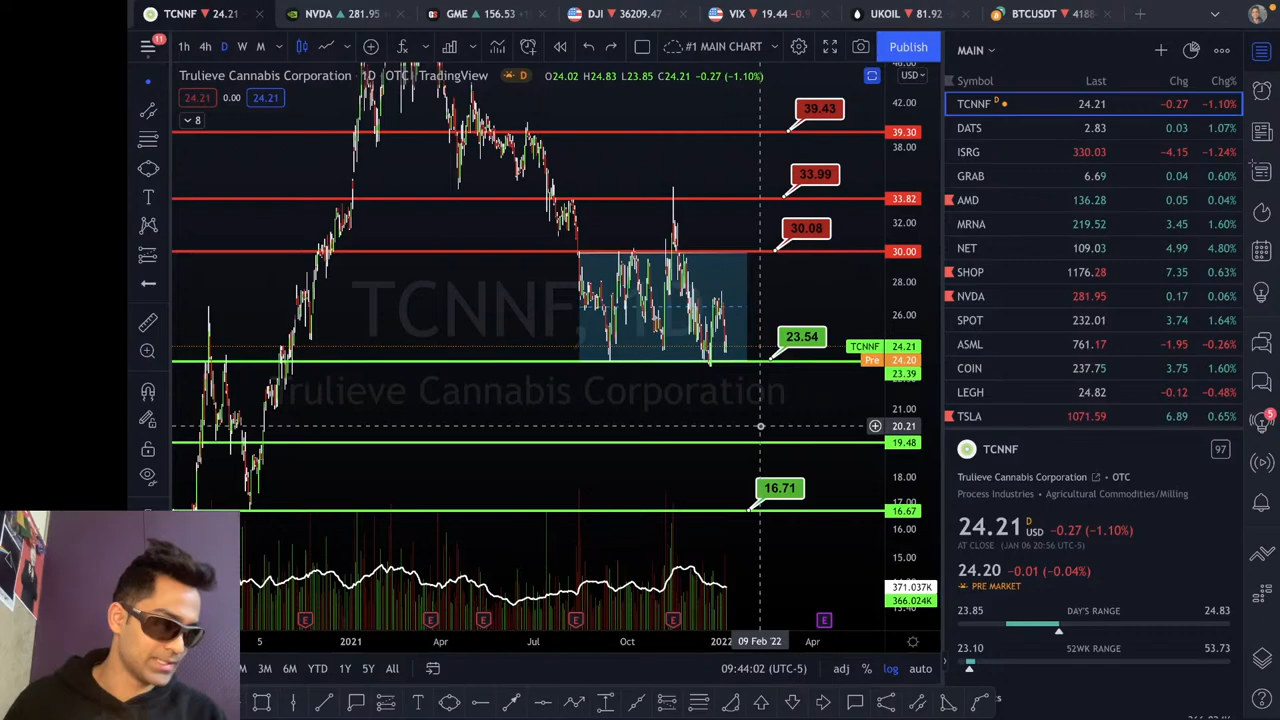 TCNNF 24.21
NVDA 281.95
GME 156.53
DJI 36209.47
VIX 19.44 -0.9
UKOIL 81.92
BTCUSDT 4188
11
1h 4h D W M
#1 MAIN CHART
Publish
MAIN
Trulieve Cannabis Corporation · 1D · OTC · TradingView D O24.02 H24.83 L23.85 C24.21 -0.27 (-1.10%)
USD
24.21 0.00 24.21
8
TCNNF, 1D
Trulieve Cannabis Corporation
39.43
33.99
30.08
23.54
16.71
46.00
42.00
39.30
38.00
33.82
32.00
30.00
28.00
26.00
TCNNF 24.21
Pre 24.20
23.39
21.00
20.21
19.48
18.00
17.00
16.67
16.00
15.00
371.037K
366.024K
13.40
E E E E E E
5 2021 Apr Jul Oct 2022 09 Feb '22 Apr
3M 6M YTD 1Y 5Y All
09:44:02 (UTC-5) adj % log auto
Symbol Last Chg Chg%
TCNNF D 24.21 -0.27 -1.10%
DATS 2.83 0.03 1.07%
ISRG 330.03 -4.15 -1.24%
GRAB 6.69 0.04 0.60%
AMD 136.28 0.05 0.04%
MRNA 219.52 3.45 1.60%
NET 109.03 4.99 4.80%
SHOP 1176.28 7.35 0.63%
NVDA 281.95 0.17 0.06%
SPOT 232.01 3.74 1.64%
ASML 761.17 -1.95 -0.26%
COIN 237.75 3.75 1.60%
LEGH 24.82 -0.12 -0.48%
TSLA 1071.59 6.89 0.65%
TCNNF
97
Trulieve Cannabis Corporation · OTC
Process Industries · Agricultural Commodities/Milling
24.21 D USD -0.27 (-1.10%)
AT CLOSE (JAN 06 20:56 UTC-5)
24.20 -0.01 (-0.04%)
PRE MARKET
23.85 DAY'S RANGE 24.83
23.10 52WK RANGE 53.73
5